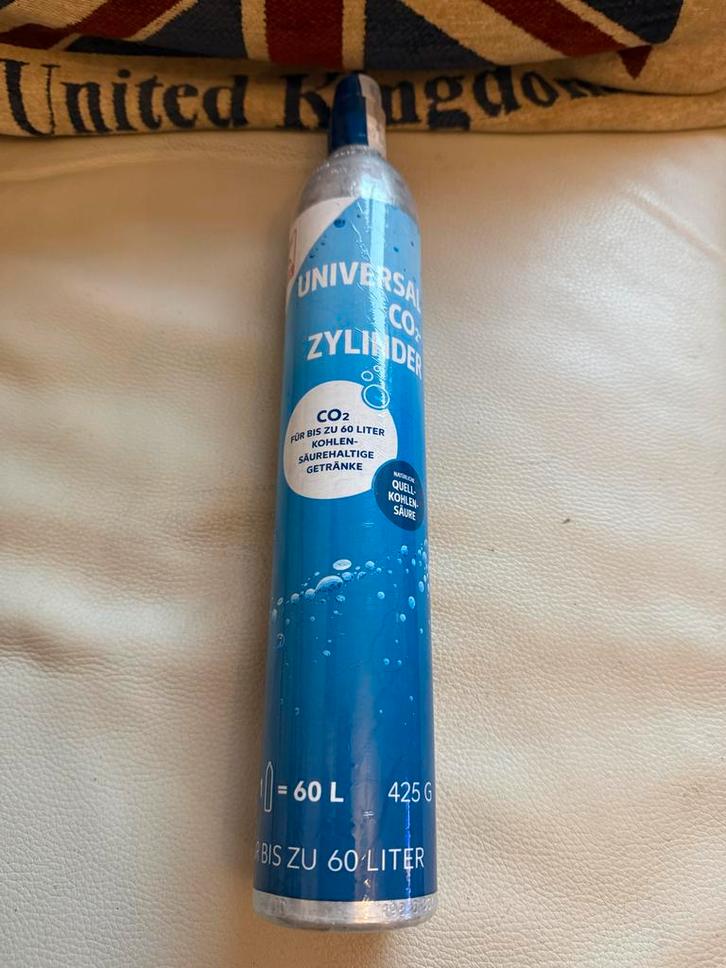 United Kingdom
UNIVERSAL
CO₂
ZYLINDER
CO₂
FÜR BIS ZU 60 LITER
KOHLEN-
SÄUREHALTIGE
GETRÄNKE
NATÜRLICHE
QUELL-
KOHLEN-
SÄURE
= 60 L 425 G
BIS ZU 60 LITER